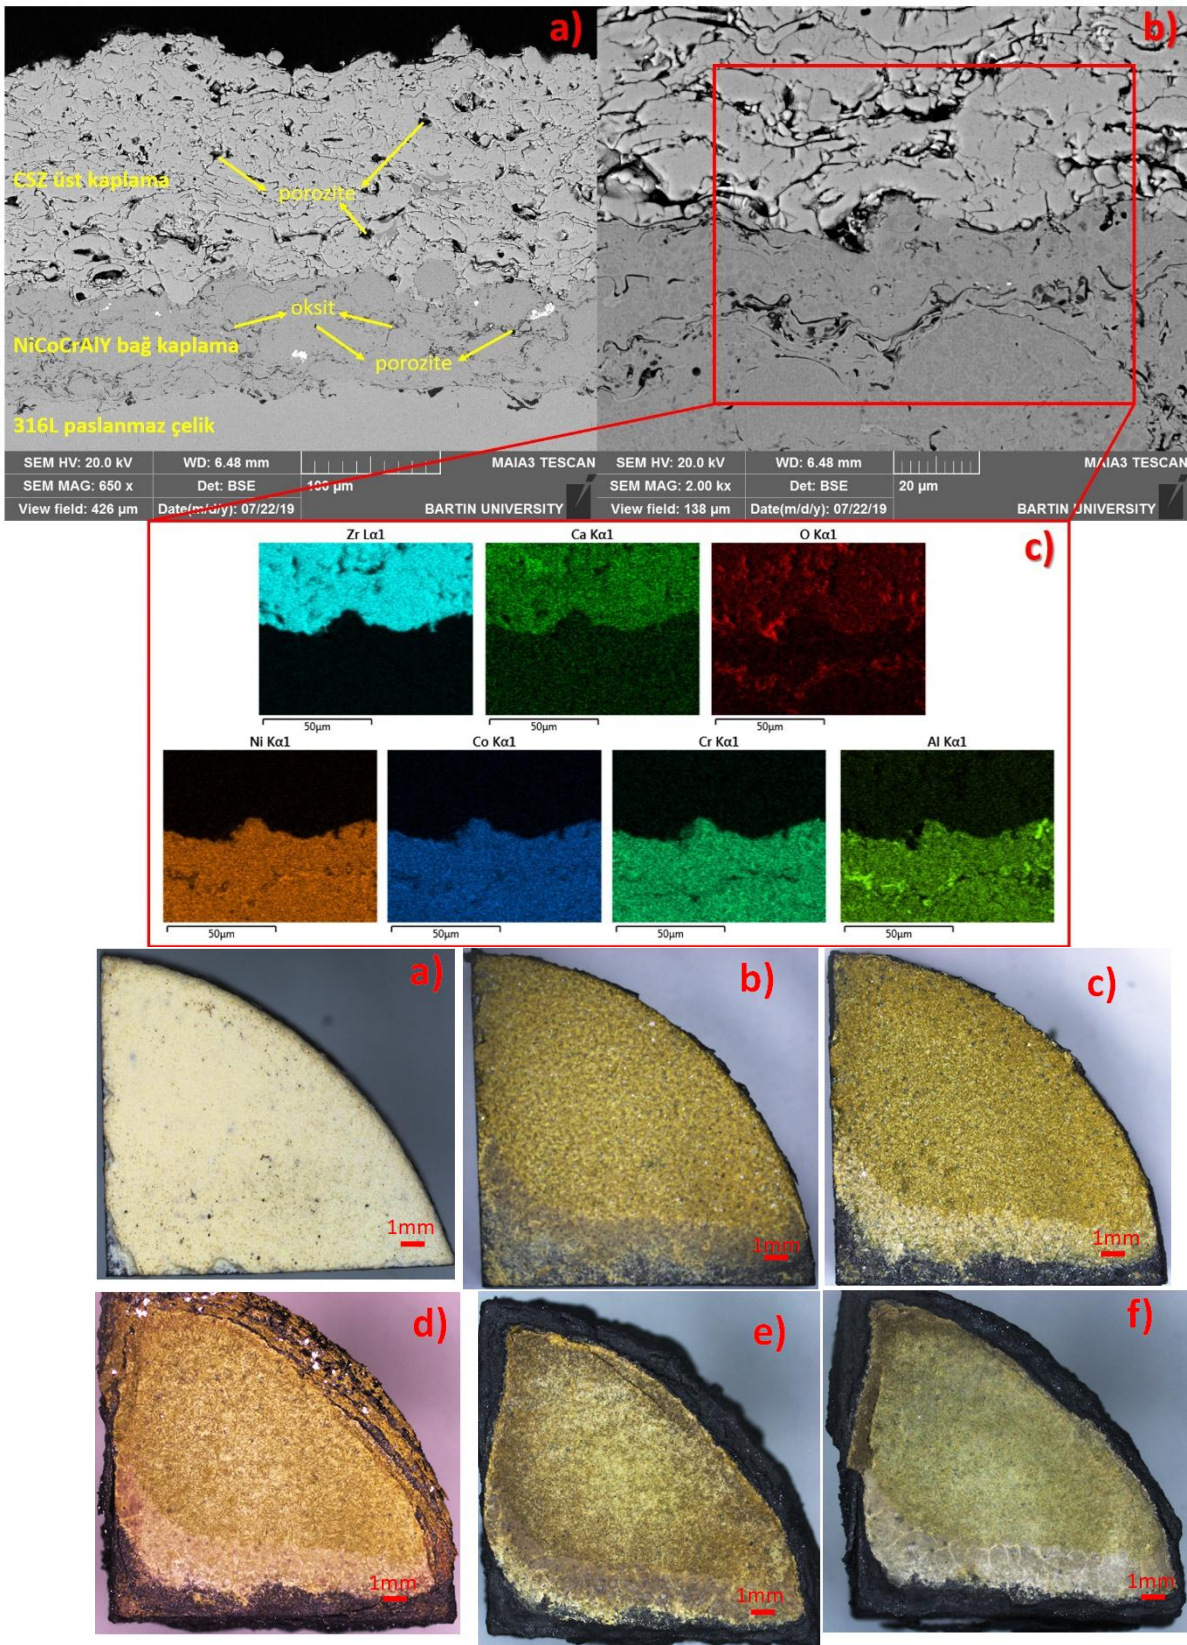 a)
b)
CSZ üst kaplama
porozite
oksit
NiCoCrAlY bağ kaplama
porozite
316L paslanmaz çelik
SEM HV: 20.0 kV
WD: 6.48 mm
MAIA3 TESCAN
SEM MAG: 650 x
Det: BSE
100 µm
View field: 426 µm
Date(m/d/y): 07/22/19
BARTIN UNIVERSITY
SEM HV: 20.0 kV
WD: 6.48 mm
MAIA3 TESCAN
SEM MAG: 2.00 kx
Det: BSE
20 µm
View field: 138 µm
Date(m/d/y): 07/22/19
BARTIN UNIVERSITY
c)
Zr Lα1
Ca Kα1
O Kα1
50µm
50µm
50µm
Ni Kα1
Co Kα1
Cr Kα1
Al Kα1
50µm
50µm
50µm
50µm
a)
1mm
b)
1mm
c)
1mm
d)
1mm
e)
1mm
f)
1mm